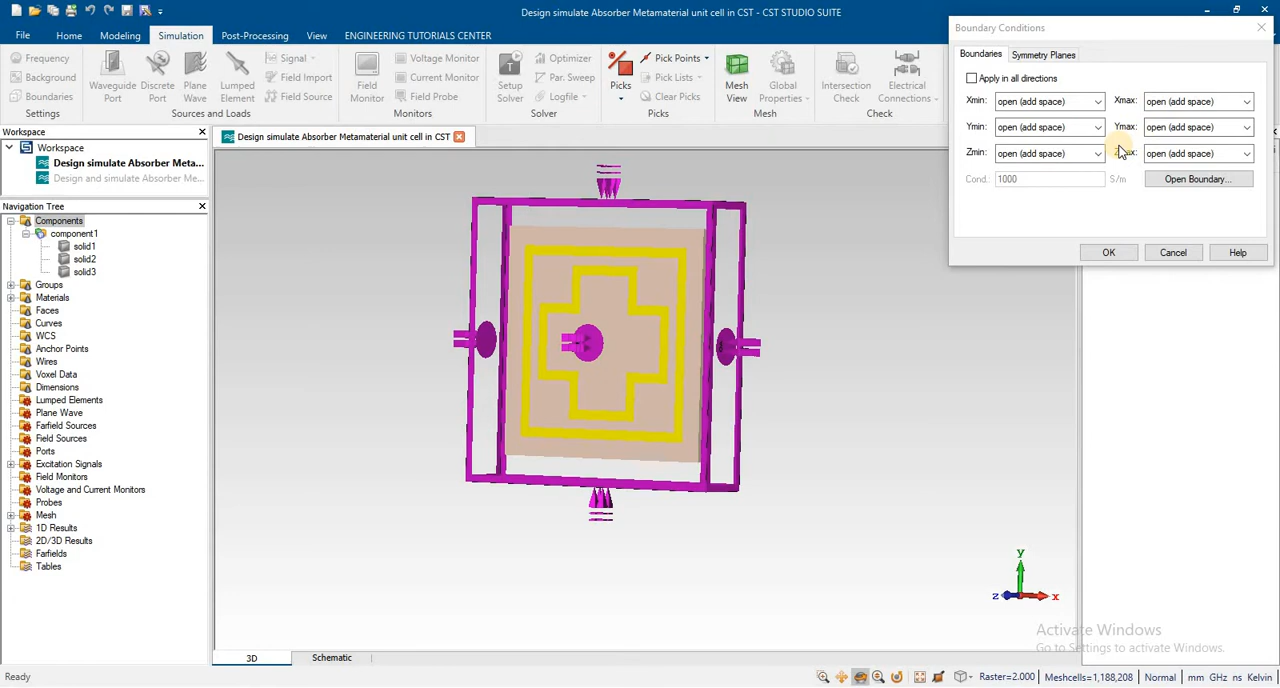 Design simulate Absorber Metamaterial unit cell in CST - CST STUDIO SUITE
File Home Modeling Simulation Post-Processing View ENGINEERING TUTORIALS CENTER
Frequency
Background
Boundaries
Settings
Waveguide Port
Discrete Port
Plane Wave
Lumped Element
Signal
Field Import
Field Source
Sources and Loads
Field Monitor
Voltage Monitor
Current Monitor
Field Probe
Monitors
Setup Solver
Optimizer
Par. Sweep
Logfile
Solver
Picks
Pick Points
Pick Lists
Clear Picks
Picks
Mesh View
Global Properties
Mesh
Intersection Check
Electrical Connections
Check
Workspace
Workspace
Design simulate Absorber Meta...
Design and simulate Absorber Me...
Navigation Tree
Components
component1
solid1
solid2
solid3
Groups
Materials
Faces
Curves
WCS
Anchor Points
Wires
Voxel Data
Dimensions
Lumped Elements
Plane Wave
Farfield Sources
Field Sources
Ports
Excitation Signals
Field Monitors
Voltage and Current Monitors
Probes
Mesh
1D Results
2D/3D Results
Farfields
Tables
Design simulate Absorber Metamaterial unit cell in CST
y
z x
3D Schematic
Boundary Conditions
Boundaries Symmetry Planes
Apply in all directions
Xmin: open (add space) Xmax: open (add space)
Ymin: open (add space) Ymax: open (add space)
Zmin: open (add space) open (add space)
Cond.: 1000 S/m Open Boundary...
OK Cancel Help
Activate Windows
Go to Settings to activate Windows.
Ready Raster=2.000 Meshcells=1,188,208 Normal mm GHz ns Kelvin